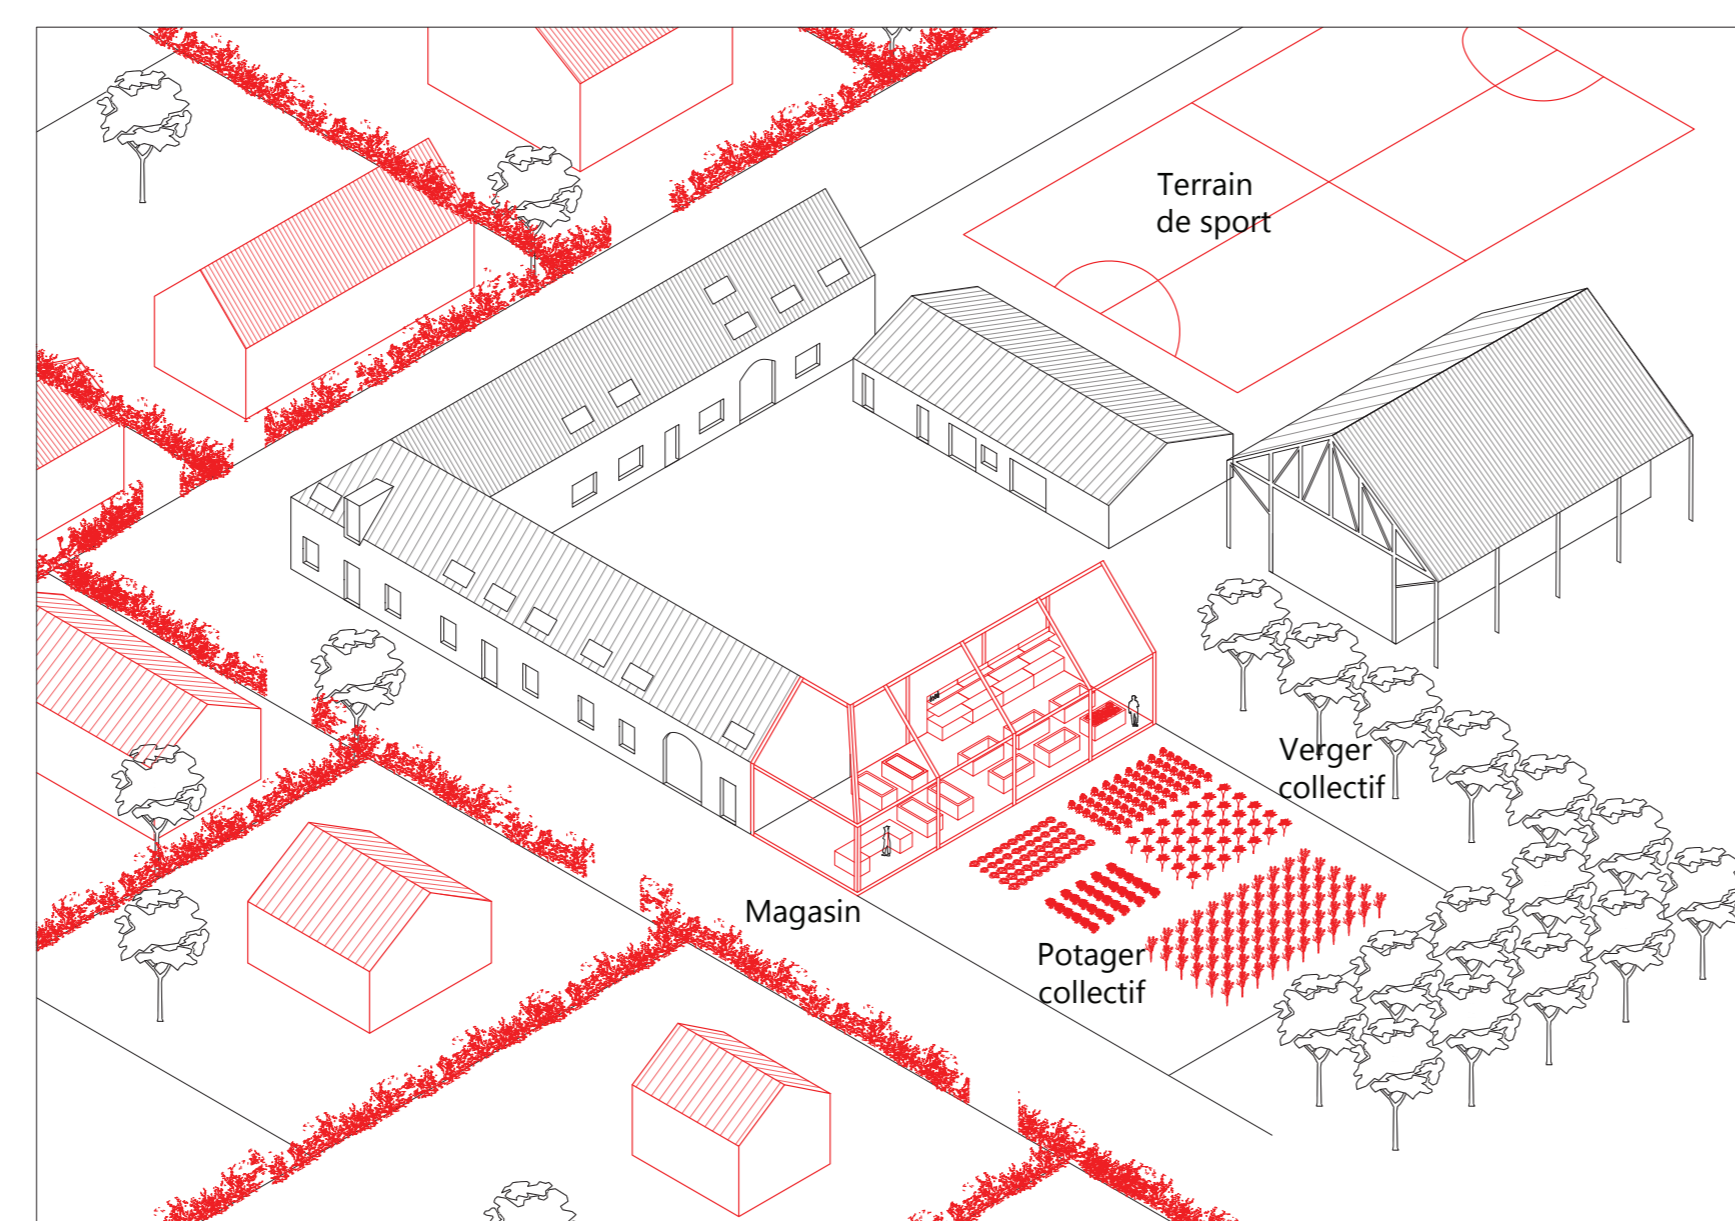 Terrain
de sport
Verger
collectif
Magasin
Potager
collectif